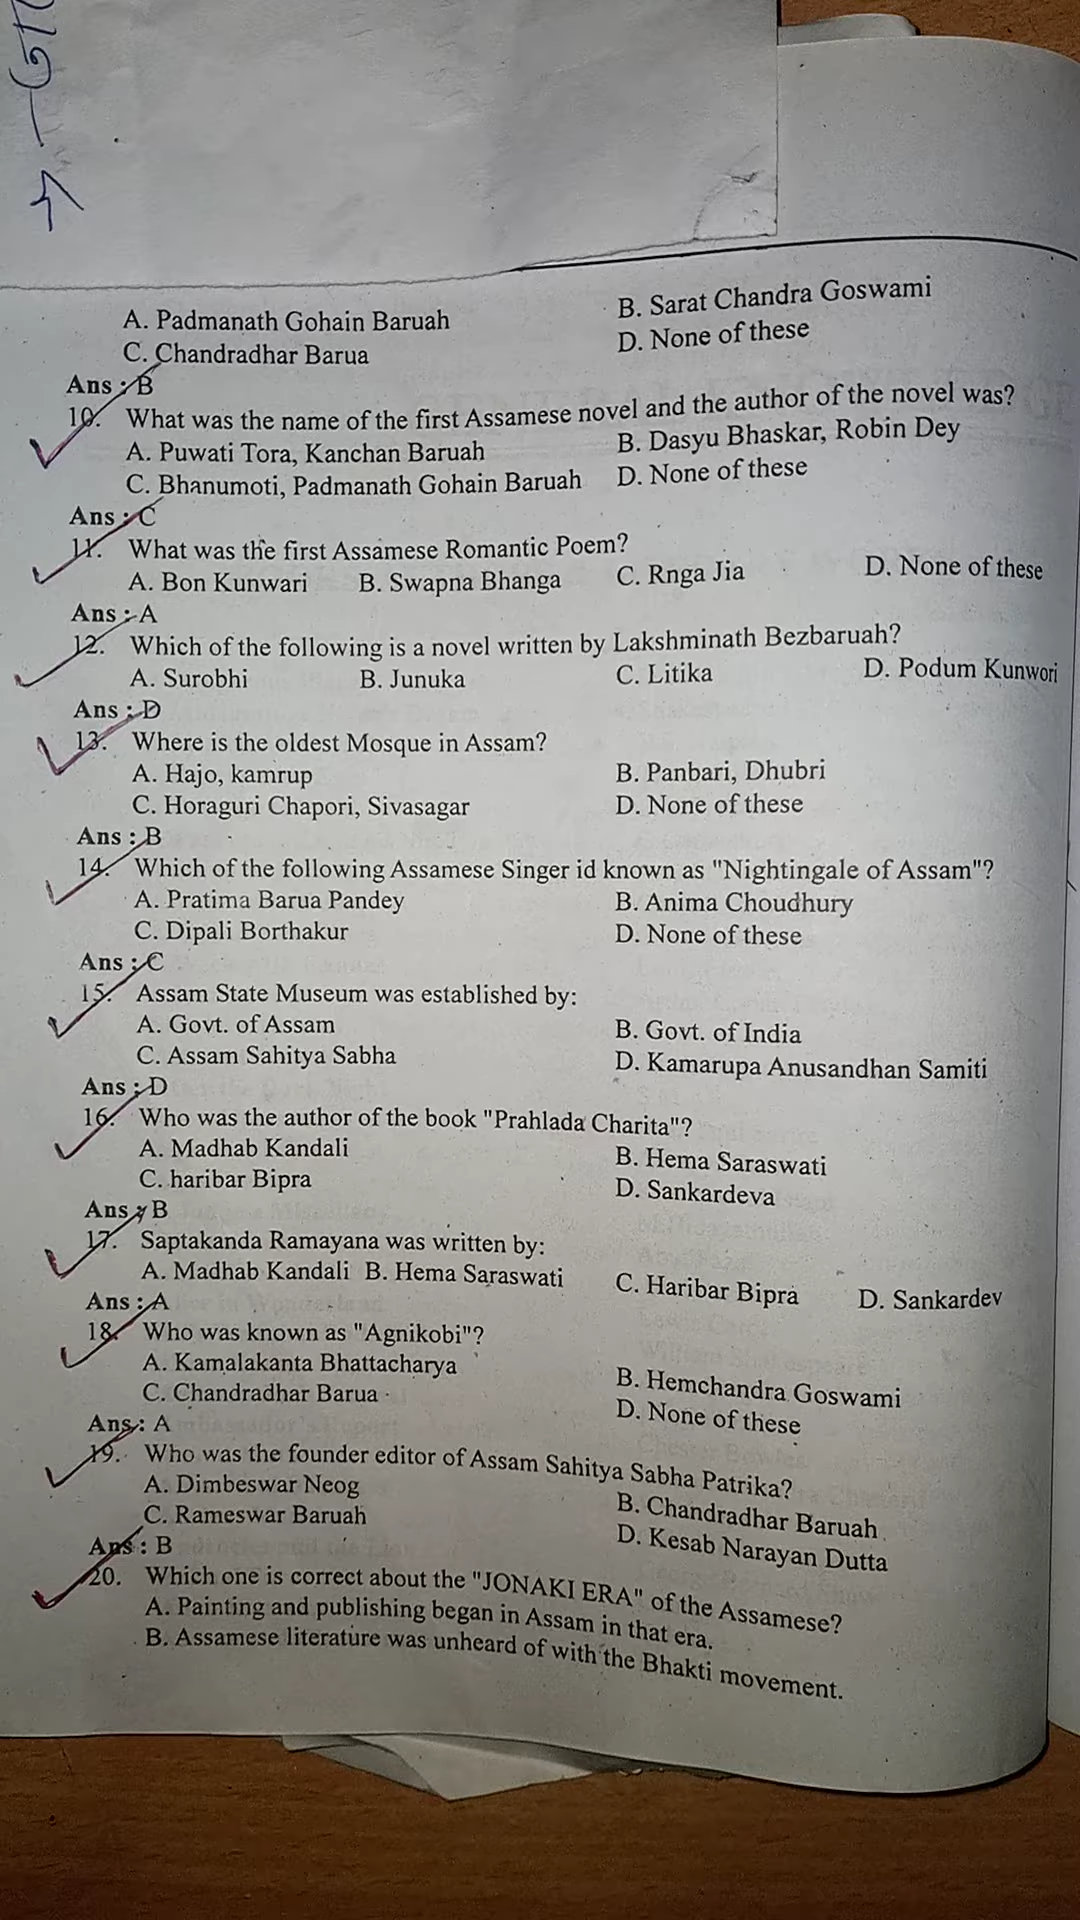 A. Padmanath Gohain Baruah B. Sarat Chandra Goswami
C. Chandradhar Barua D. None of these
Ans : B
10. What was the name of the first Assamese novel and the author of the novel was?
A. Puwati Tora, Kanchan Baruah B. Dasyu Bhaskar, Robin Dey
C. Bhanumoti, Padmanath Gohain Baruah D. None of these
Ans : C
11. What was the first Assamese Romantic Poem?
A. Bon Kunwari B. Swapna Bhanga C. Rnga Jia D. None of these
Ans : A
12. Which of the following is a novel written by Lakshminath Bezbaruah?
A. Surobhi B. Junuka C. Litika D. Podum Kunwori
Ans : D
13. Where is the oldest Mosque in Assam?
A. Hajo, kamrup B. Panbari, Dhubri
C. Horaguri Chapori, Sivasagar D. None of these
Ans : B
14. Which of the following Assamese Singer id known as "Nightingale of Assam"?
A. Pratima Barua Pandey B. Anima Choudhury
C. Dipali Borthakur D. None of these
Ans : C
15. Assam State Museum was established by:
A. Govt. of Assam B. Govt. of India
C. Assam Sahitya Sabha D. Kamarupa Anusandhan Samiti
Ans : D
16. Who was the author of the book "Prahlada Charita"?
A. Madhab Kandali B. Hema Saraswati
C. haribar Bipra D. Sankardeva
Ans : B
17. Saptakanda Ramayana was written by:
A. Madhab Kandali B. Hema Saraswati C. Haribar Bipra D. Sankardev
Ans : A
18. Who was known as "Agnikobi"?
A. Kamalakanta Bhattacharya B. Hemchandra Goswami
C. Chandradhar Barua D. None of these
Ans : A
19. Who was the founder editor of Assam Sahitya Sabha Patrika?
A. Dimbeswar Neog B. Chandradhar Baruah
C. Rameswar Baruah D. Kesab Narayan Dutta
Ans : B
20. Which one is correct about the "JONAKI ERA" of the Assamese?
A. Painting and publishing began in Assam in that era.
B. Assamese literature was unheard of with the Bhakti movement.